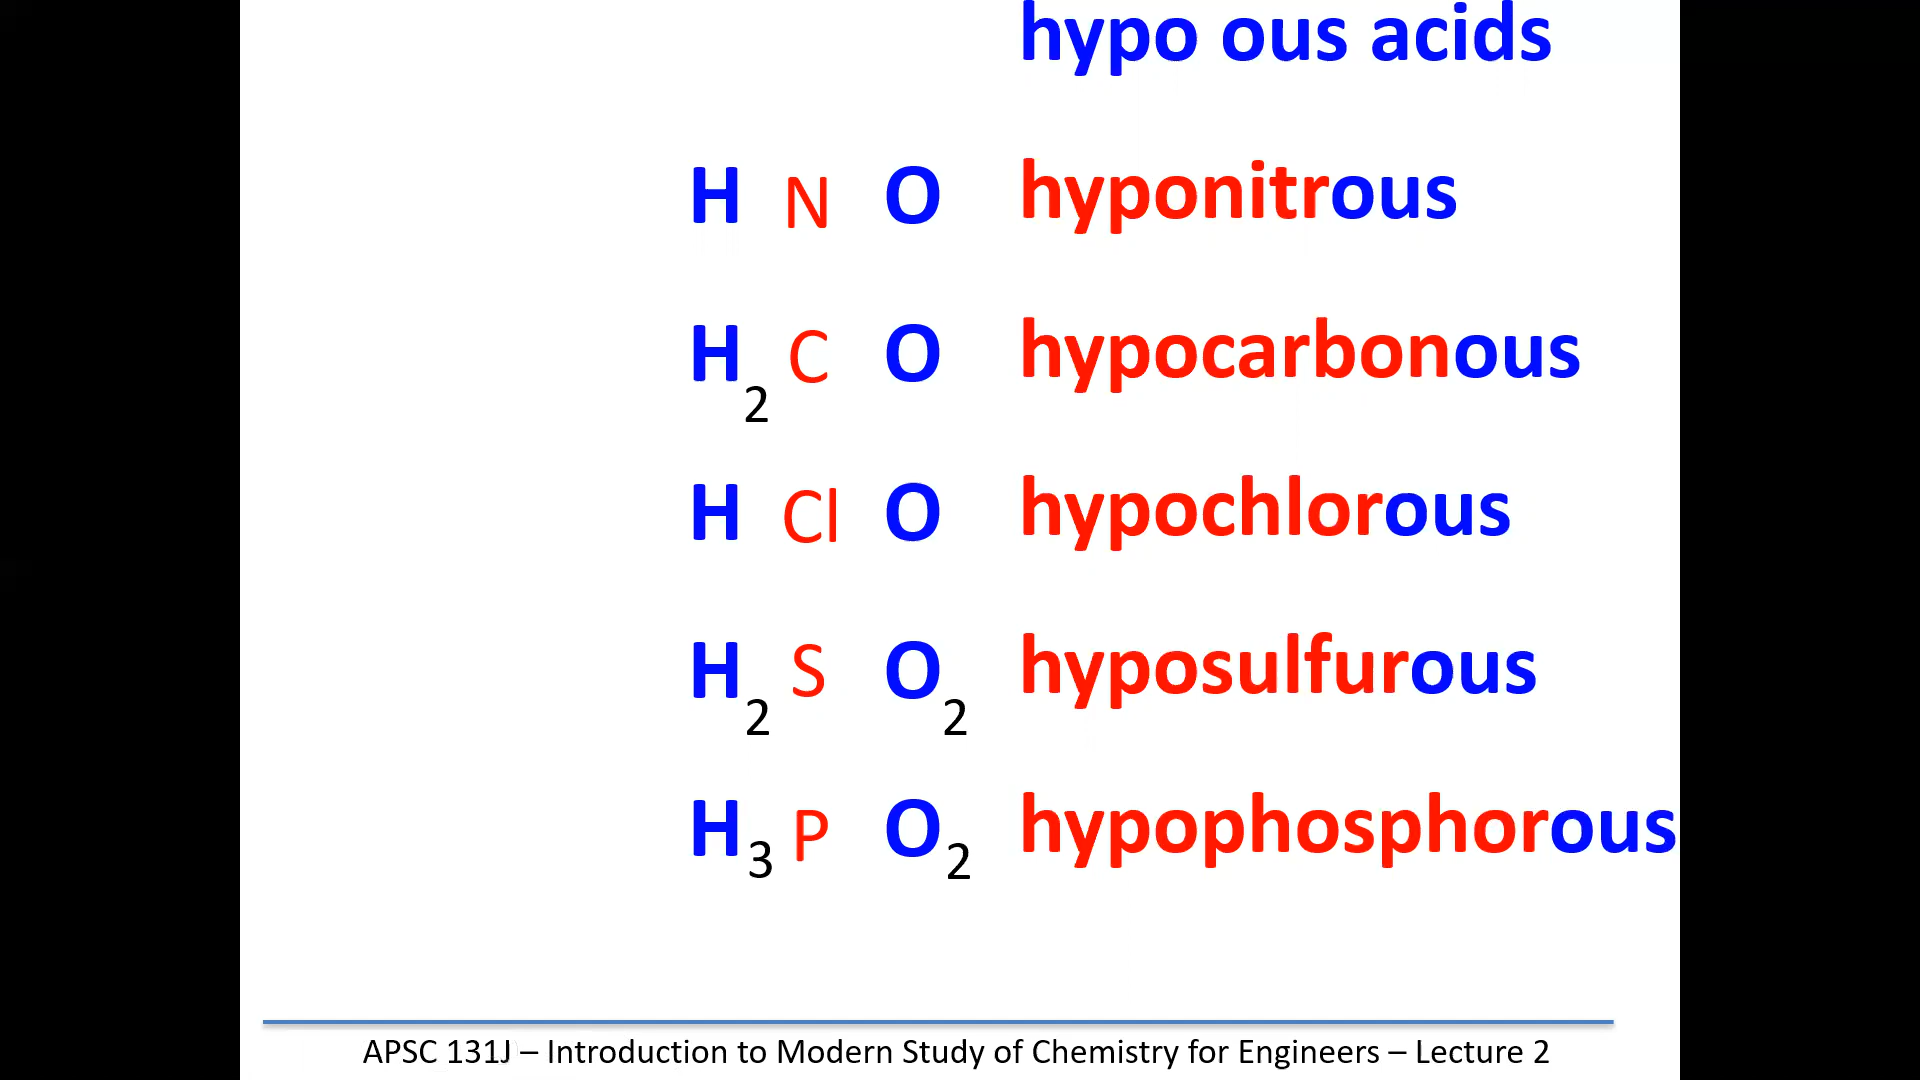 hypo ous acids
H N O hyponitrous
H₂ C O hypocarbonous
H Cl O hypochlorous
H₂ S O₂ hyposulfurous
H₃ P O₂ hypophosphorous
APSC 131J – Introduction to Modern Study of Chemistry for Engineers – Lecture 2